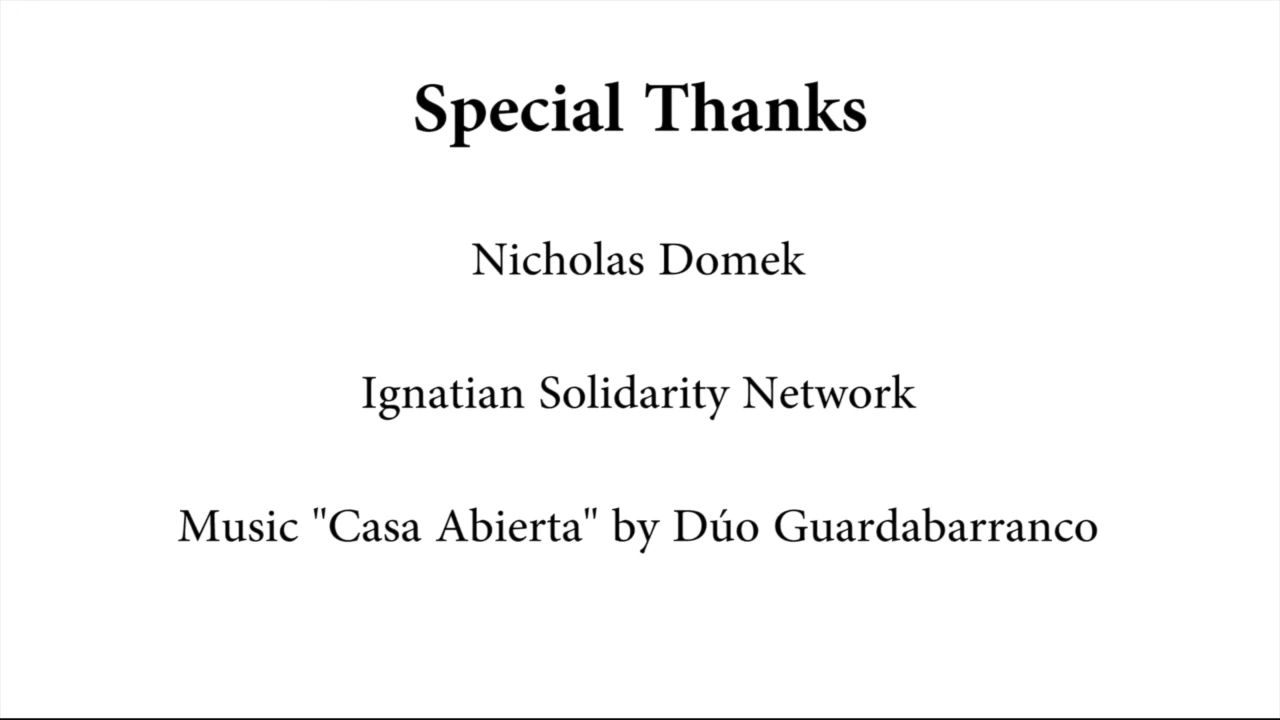 Special Thanks
Nicholas Domek
Ignatian Solidarity Network
Music "Casa Abierta" by Dúo Guardabarranco